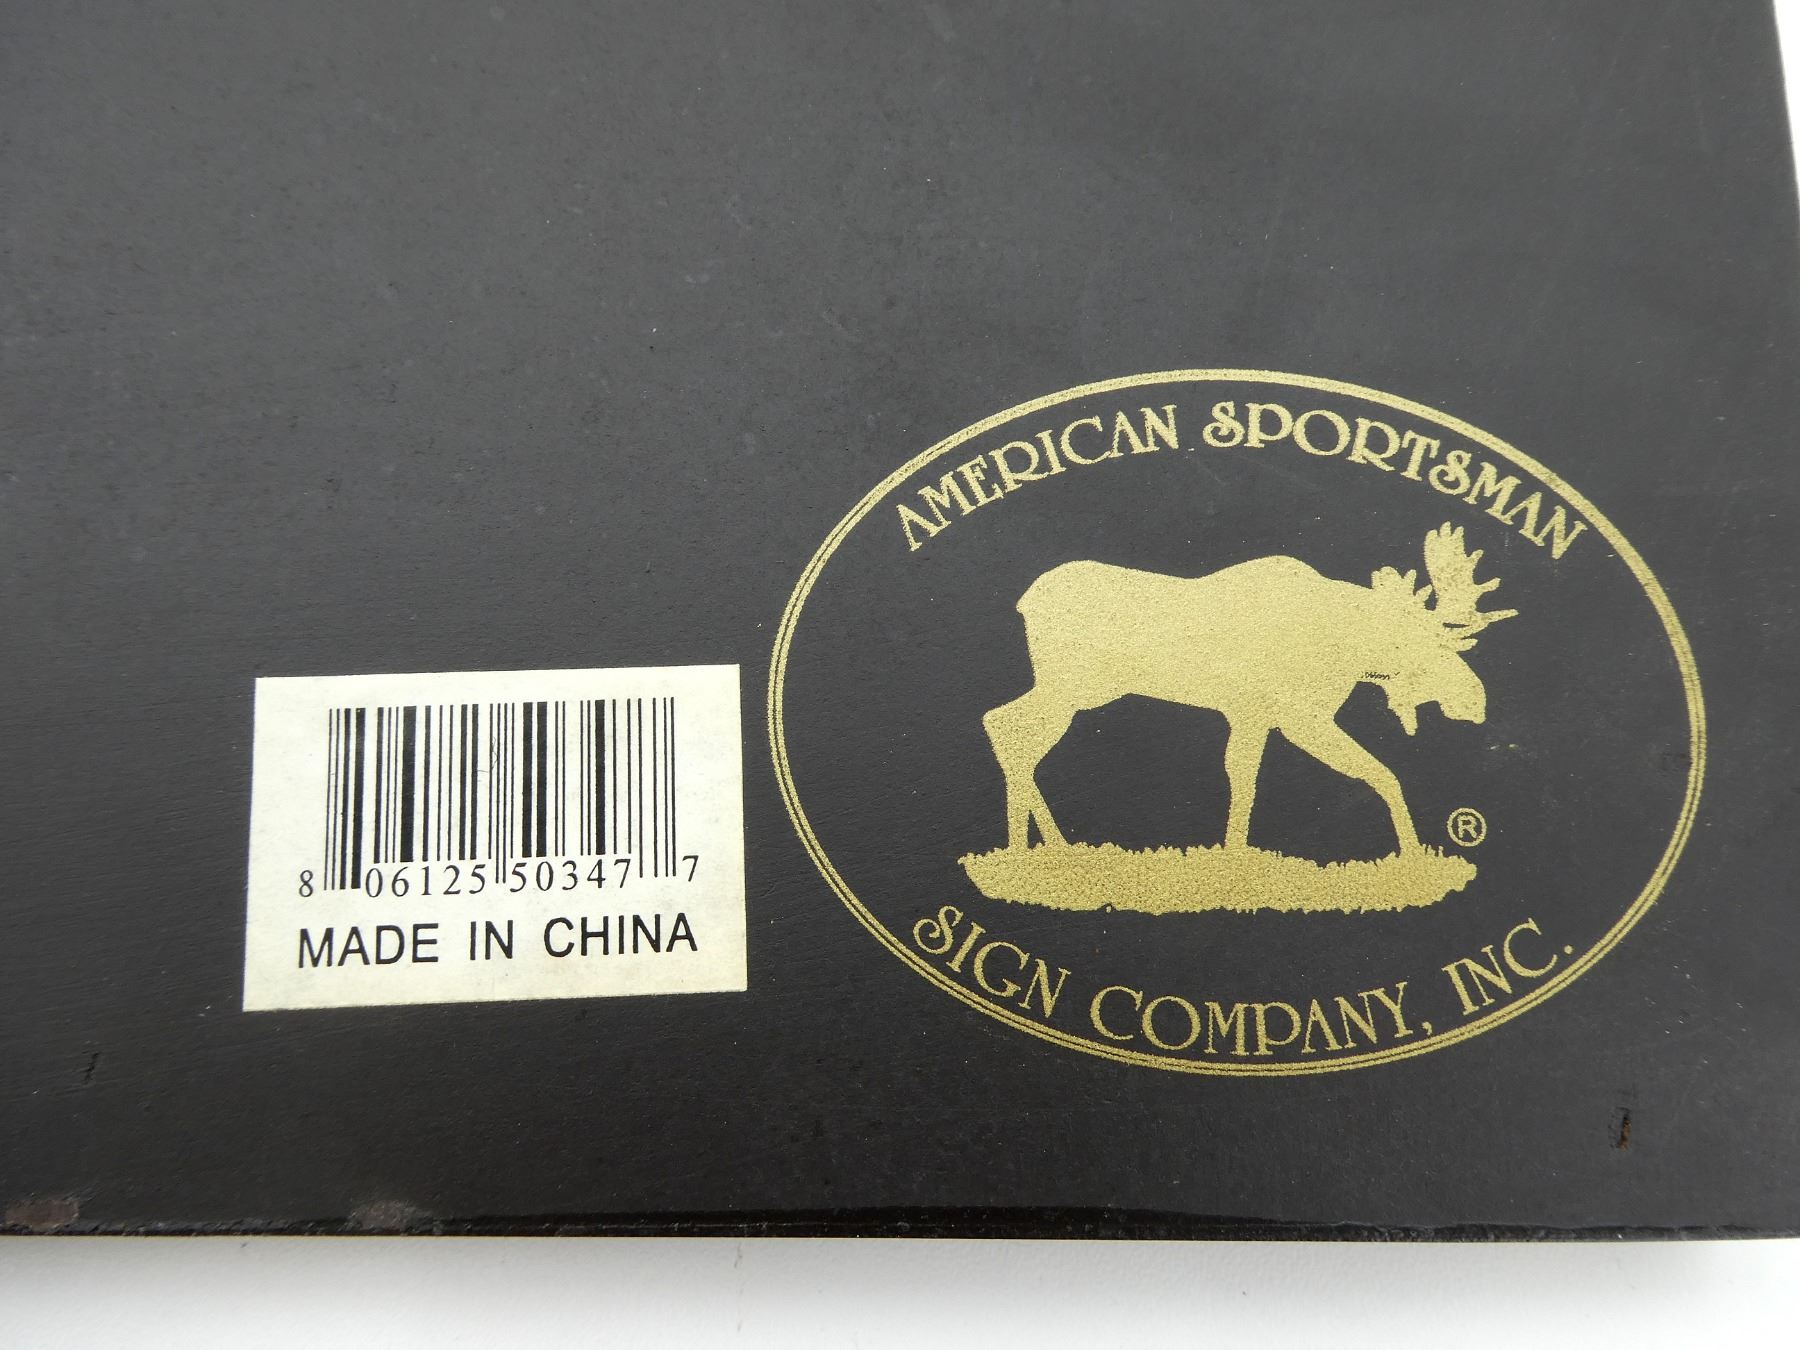 AMERICAN SPORTSMAN
®
SIGN COMPANY, INC.
8 06125 50347 7
MADE IN CHINA